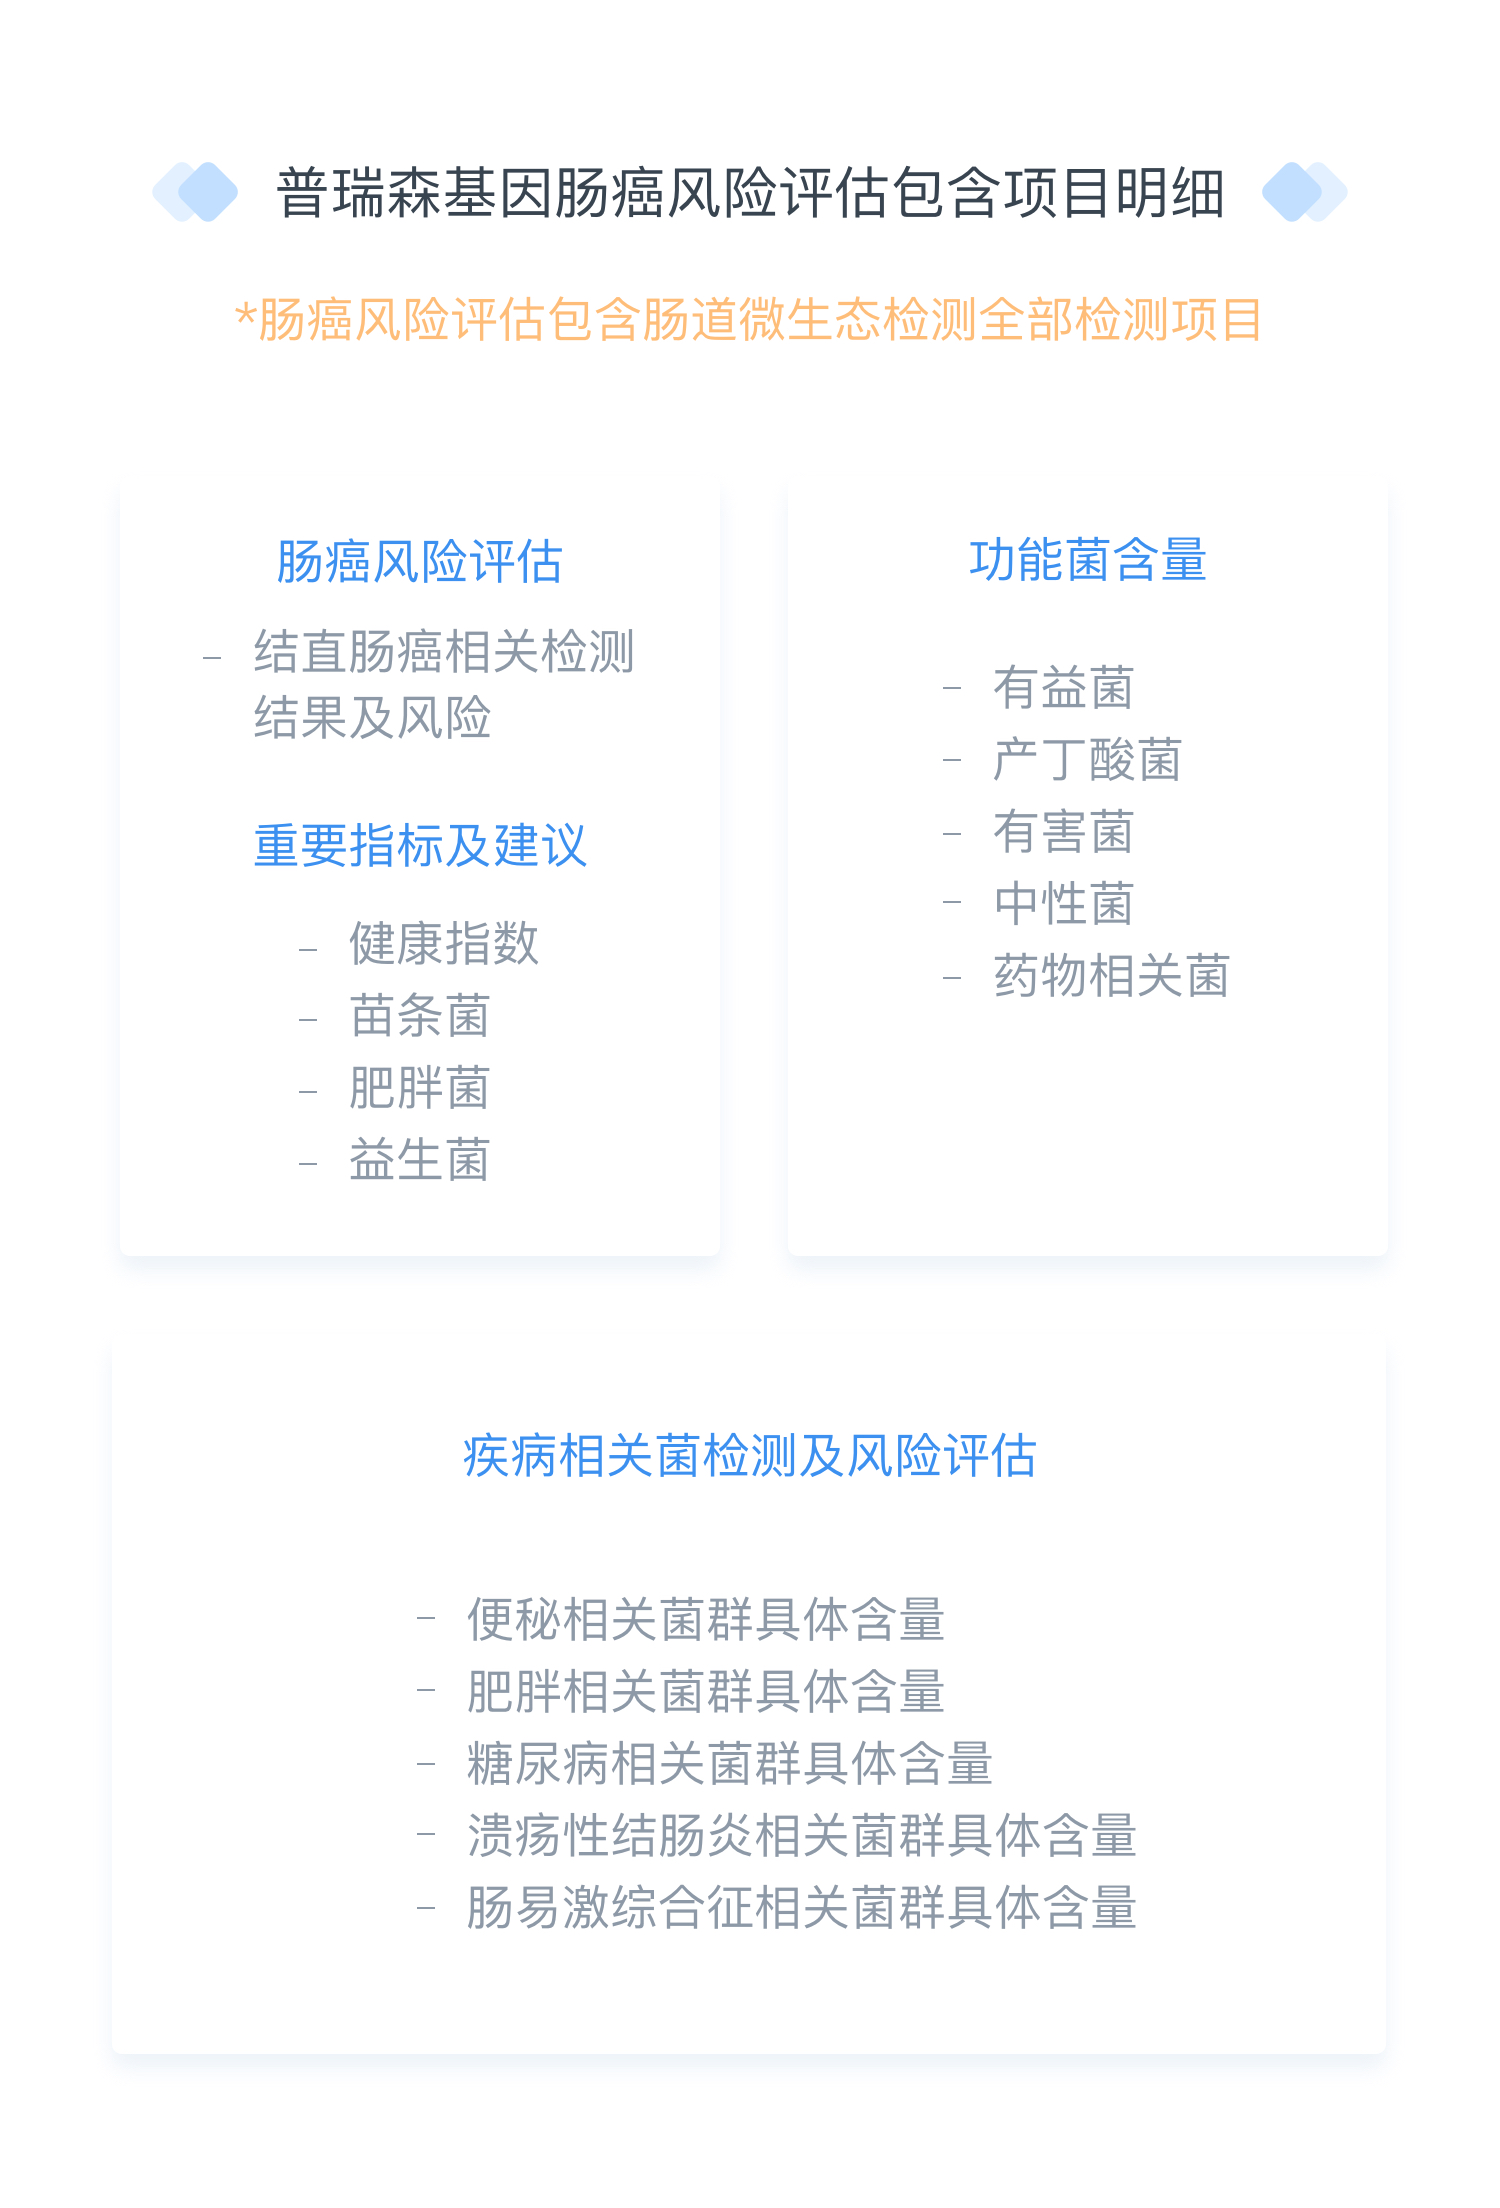 普瑞森基因肠癌风险评估包含项目明细
*肠癌风险评估包含肠道微生态检测全部检测项目
肠癌风险评估
– 结直肠癌相关检测
结果及风险
重要指标及建议
– 健康指数
– 苗条菌
– 肥胖菌
– 益生菌
功能菌含量
– 有益菌
– 产丁酸菌
– 有害菌
– 中性菌
– 药物相关菌
疾病相关菌检测及风险评估
– 便秘相关菌群具体含量
– 肥胖相关菌群具体含量
– 糖尿病相关菌群具体含量
– 溃疡性结肠炎相关菌群具体含量
– 肠易激综合征相关菌群具体含量